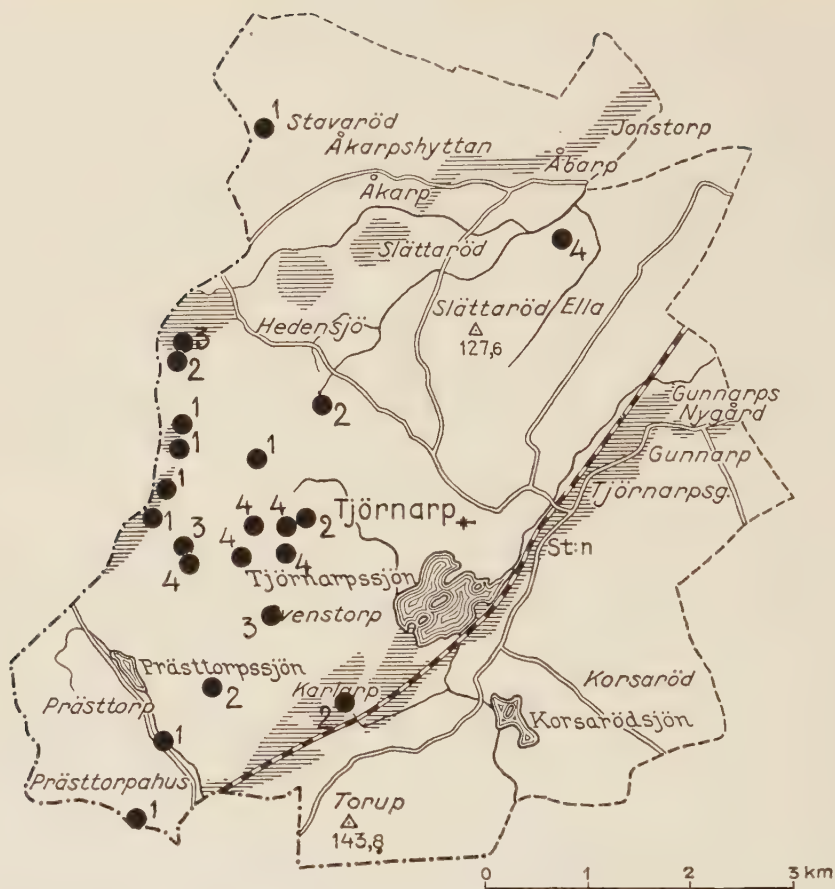 1
Stavaröd
Jonstorp
Åkarpshyttan
Åbarp
Åkarp
4
Slättaröd
Slättaröd
Ella
127,6
Hedensjö
3
2
2
Gunnarps
Nygård
1
1
1
Gunnarp
1
Tjörnarpsg.
1
4
4
2
Tjörnarp
3
4
4
4
St:n
Tjörnarpssjön
3
venstorp
Prästtorpssjön
2
Karlarp
2
Korsaröd
Prästtorp
Korsarödsjön
1
Prästtorpahus
1
Torup
143,8
0 1 2 3 km